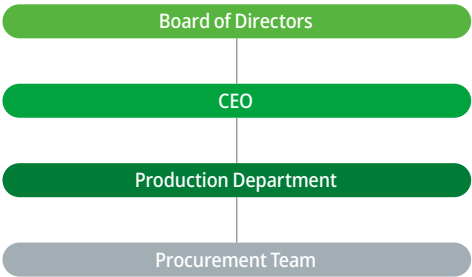 Board of Directors
CEO
Production Department
Procurement Team